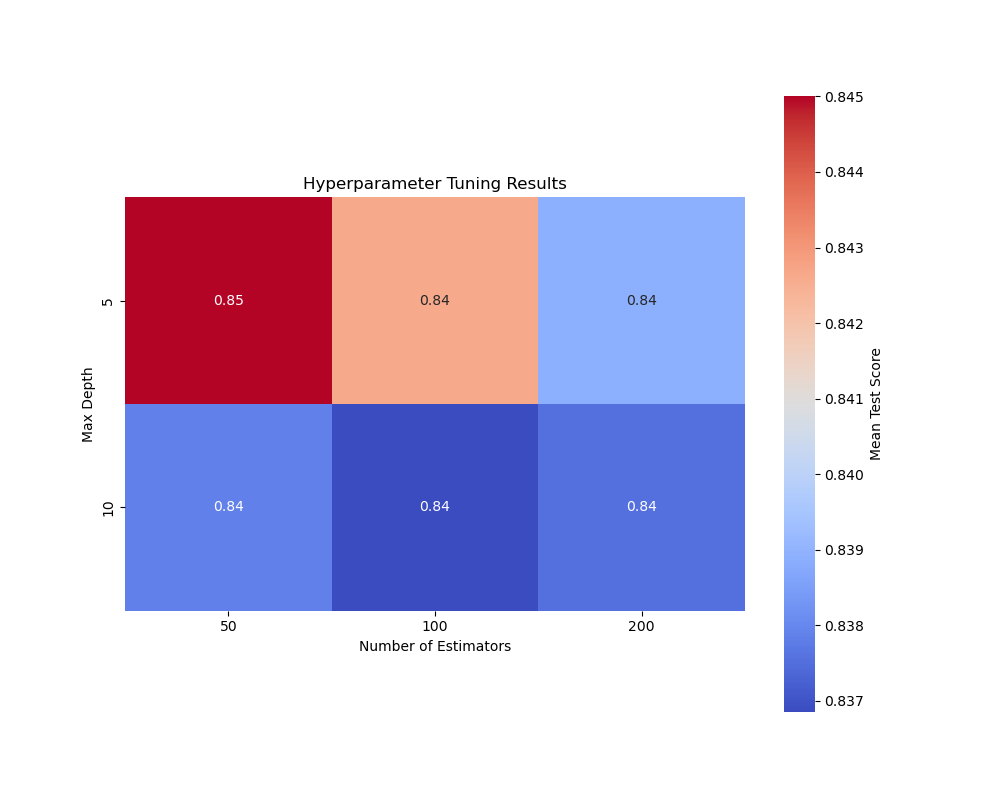 Hyperparameter Tuning Results
Max Depth
5
0.85 0.84 0.84
10
0.84 0.84 0.84
50 100 200
Number of Estimators
0.845
0.844
0.843
0.842
0.841
0.840
0.839
0.838
0.837
Mean Test Score